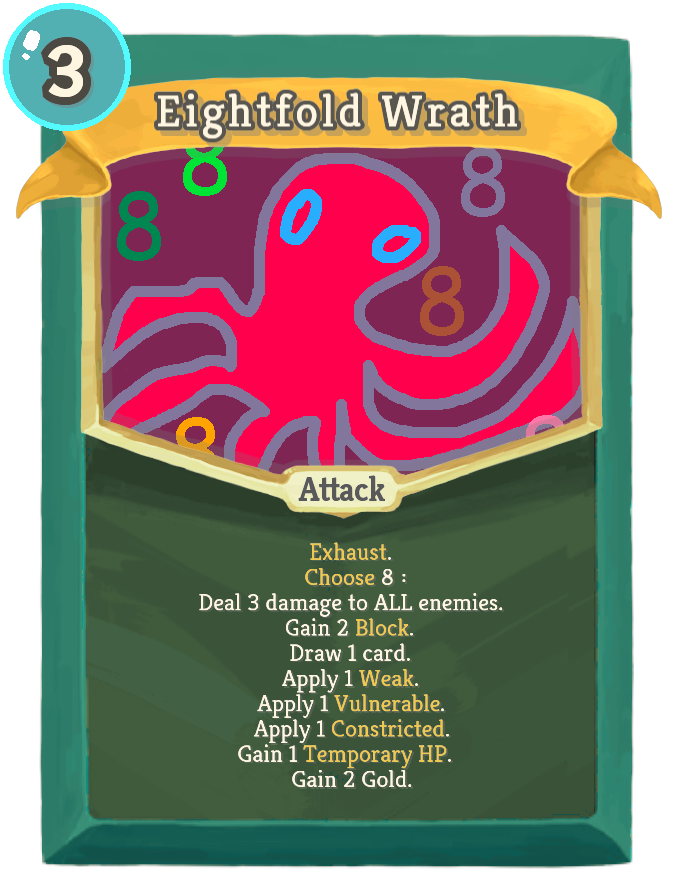 3
Eightfold Wrath
8
8
8
8
8
8
Attack
Exhaust.
Choose 8 :
Deal 3 damage to ALL enemies.
Gain 2 Block.
Draw 1 card.
Apply 1 Weak.
Apply 1 Vulnerable.
Apply 1 Constricted.
Gain 1 Temporary HP.
Gain 2 Gold.